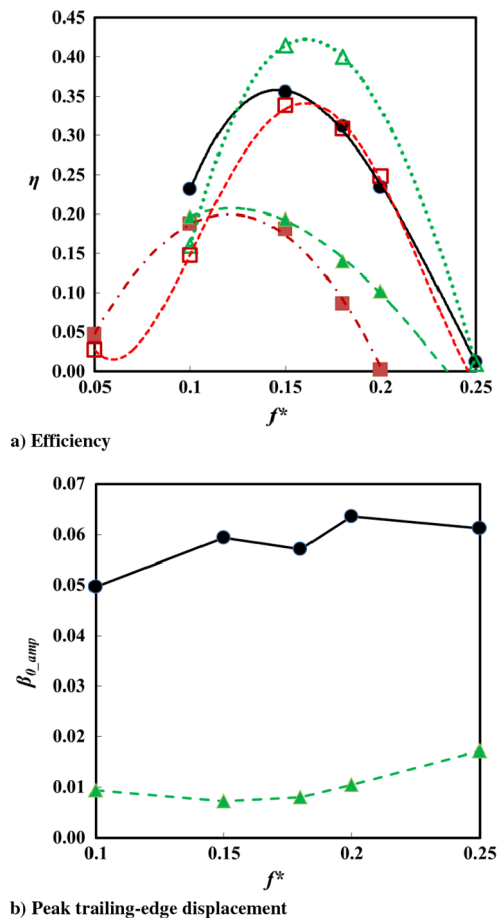 0.45
0.40
0.35
0.30
η 0.25
0.20
0.15
0.10
0.05
0.00
0.05 0.1 0.15 0.2 0.25
f*
a) Efficiency
0.07
0.06
0.05
0.04
β0_amp
0.03
0.02
0.01
0.00
0.1 0.15 0.2 0.25
f*
b) Peak trailing-edge displacement